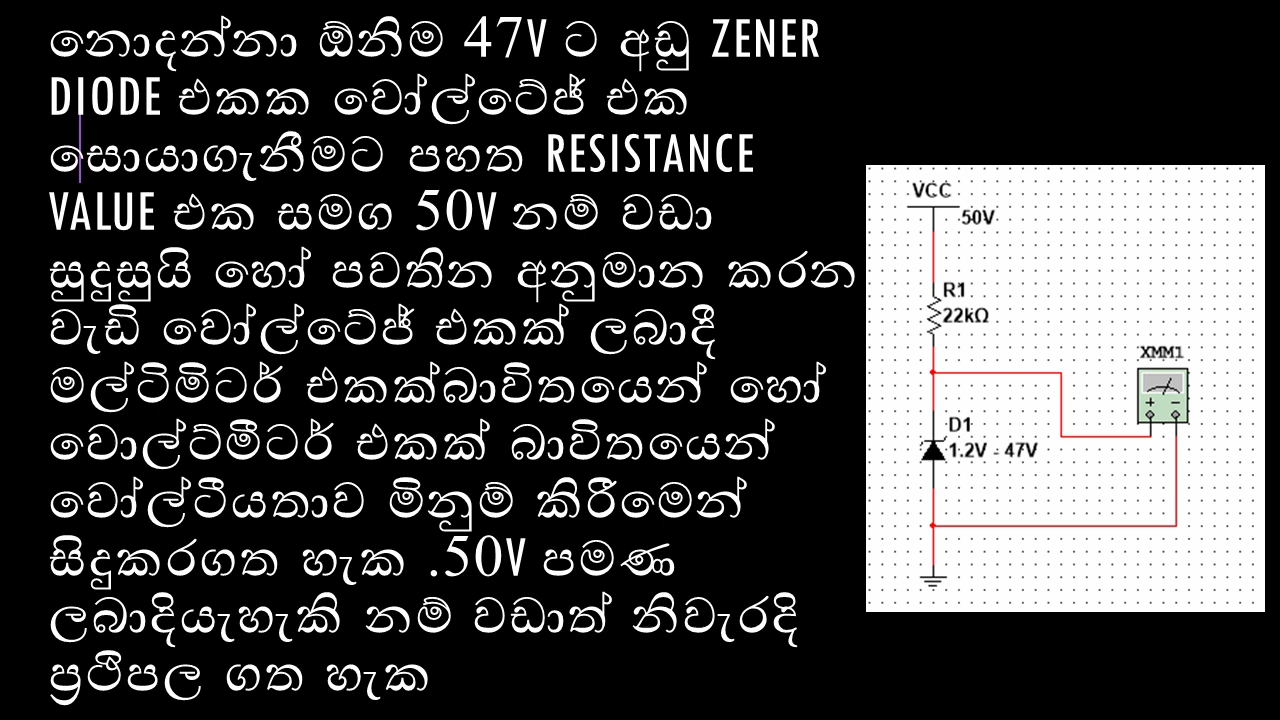 නොදන්නා ඕනිම 47V ට අඩු ZENER
DIODE එකක වෝල්ටේජ් එක
සොයාගැනීමට පහත RESISTANCE
VALUE එක සමග 50V නම් වඩා
සුදුසුයි හෝ පවතින අනුමාන කරන
වැඩි වෝල්ටේජ් එකක් ලබාදී
මල්ටිමිටර් එකක්බාවිතයෙන් හෝ
වොල්ට්මීටර් එකක් බාවිතයෙන්
වෝල්ටීයතාව මිනුම් කිරීමෙන්
සිදුකරගත හැක .50V පමණ
ලබාදියැහැකි නම් වඩාත් නිවැරදි
ප්‍රථිපල ගත හැක
VCC
50V
R1
22kΩ
XMM1
D1
1.2V - 47V